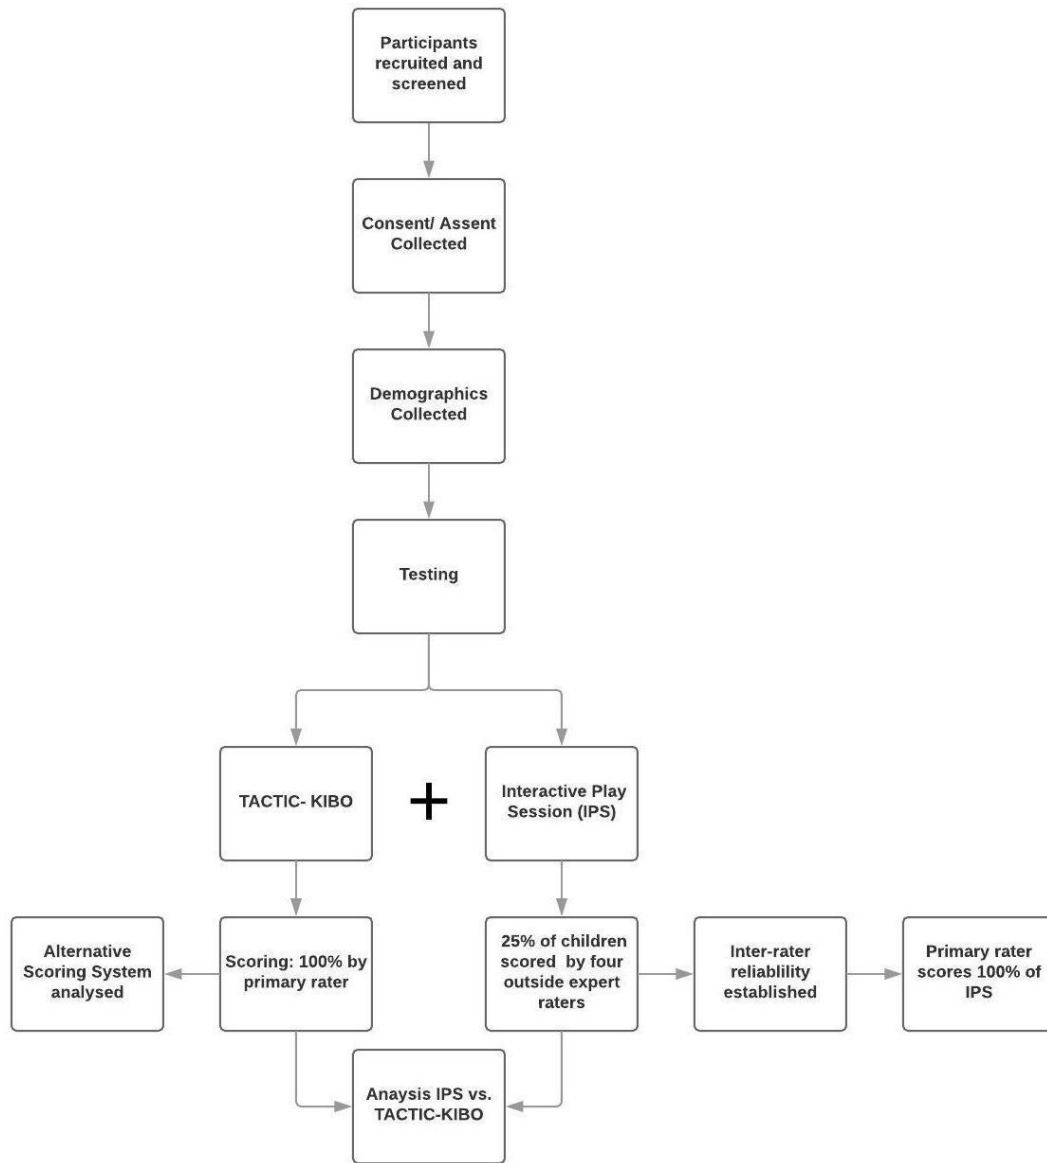 Participants
recruited and
screened
Consent/ Assent
Collected
Demographics
Collected
Testing
TACTIC- KIBO
+
Interactive Play
Session (IPS)
Alternative
Scoring System
analysed
Scoring: 100% by
primary rater
25% of children
scored by four
outside expert
raters
Inter-rater
reliablility
established
Primary rater
scores 100% of
IPS
Anaysis IPS vs.
TACTIC-KIBO